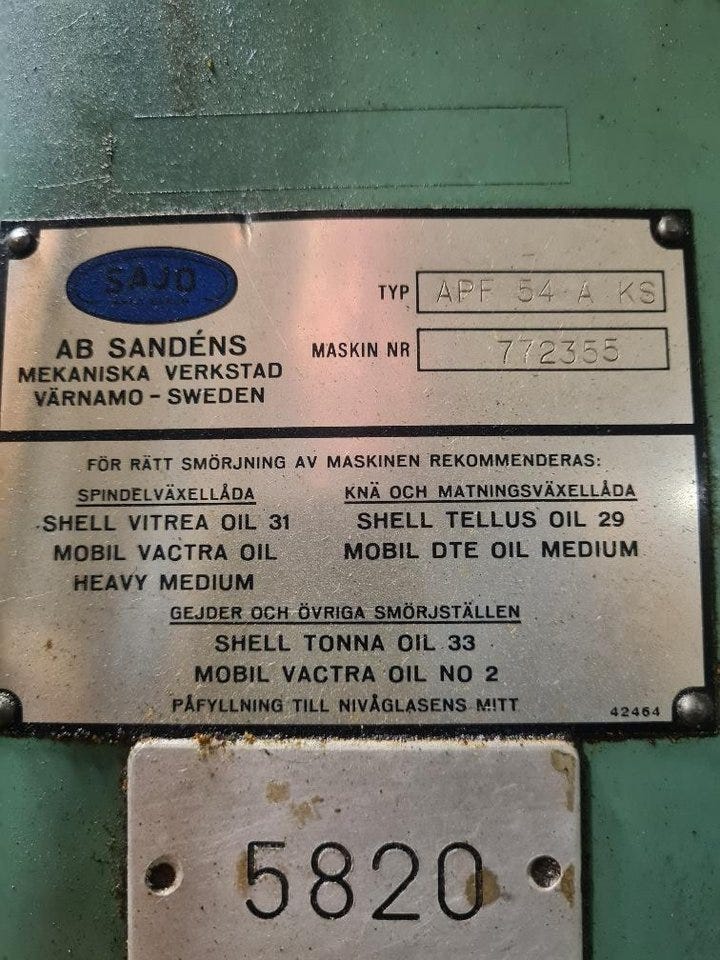 SAJO
TYP APF 54 A KS
AB SANDÉNS
MEKANISKA VERKSTAD
VÄRNAMO – SWEDEN
MASKIN NR 772355
FÖR RÄTT SMÖRJNING AV MASKINEN REKOMMENDERAS:
SPINDELVÄXELLÅDA
SHELL VITREA OIL 31
MOBIL VACTRA OIL
HEAVY MEDIUM
KNÄ OCH MATNINGSVÄXELLÅDA
SHELL TELLUS OIL 29
MOBIL DTE OIL MEDIUM
GEJDER OCH ÖVRIGA SMÖRJSTÄLLEN
SHELL TONNA OIL 33
MOBIL VACTRA OIL NO 2
PÅFYLLNING TILL NIVÅGLASENS MITT
42464
5820